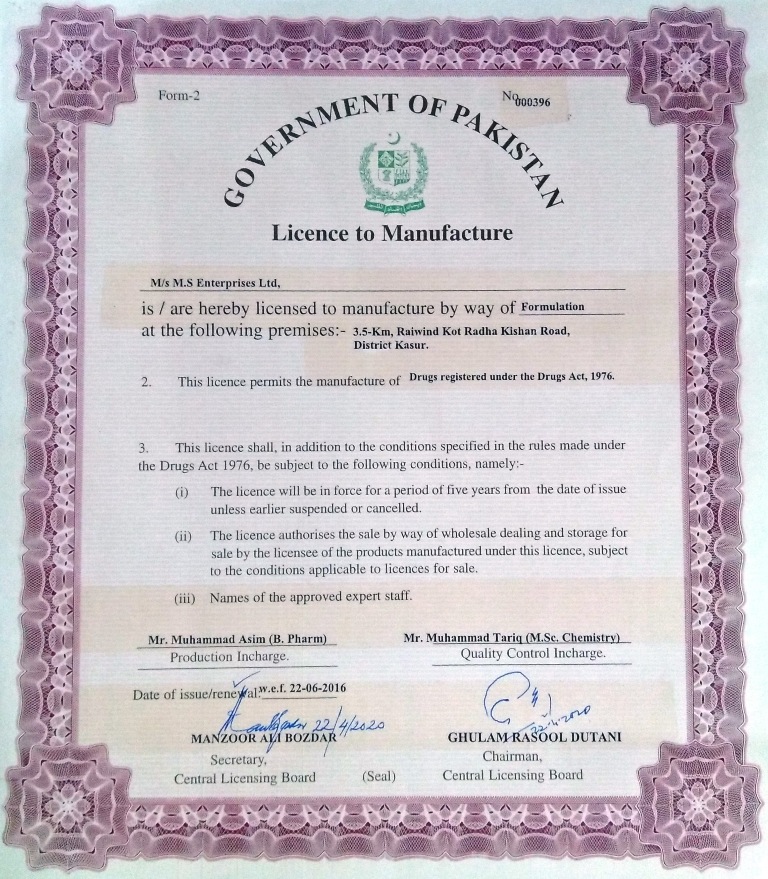 Form-2
No 000396
GOVERNMENT OF PAKISTAN
Licence to Manufacture
M/s M.S Enterprises Ltd,
is / are hereby licensed to manufacture by way of Formulation
at the following premises:- 3.5-Km, Raiwind Kot Radha Kishan Road,
District Kasur.
2. This licence permits the manufacture of Drugs registered under the Drugs Act, 1976.
3. This licence shall, in addition to the conditions specified in the rules made under
the Drugs Act 1976, be subject to the following conditions, namely:-
(i) The licence will be in force for a period of five years from the date of issue
unless earlier suspended or cancelled.
(ii) The licence authorises the sale by way of wholesale dealing and storage for
sale by the licensee of the products manufactured under this licence, subject
to the conditions applicable to licences for sale.
(iii) Names of the approved expert staff.
Mr. Muhammad Asim (B. Pharm) Mr. Muhammad Tariq (M.Sc. Chemistry)
Production Incharge. Quality Control Incharge.
Date of issue/renewal: w.e.f. 22-06-2016
22/4/2020
MANZOOR ALI BOZDAR GHULAM RASOOL DUTANI
Secretary, Chairman,
Central Licensing Board (Seal) Central Licensing Board